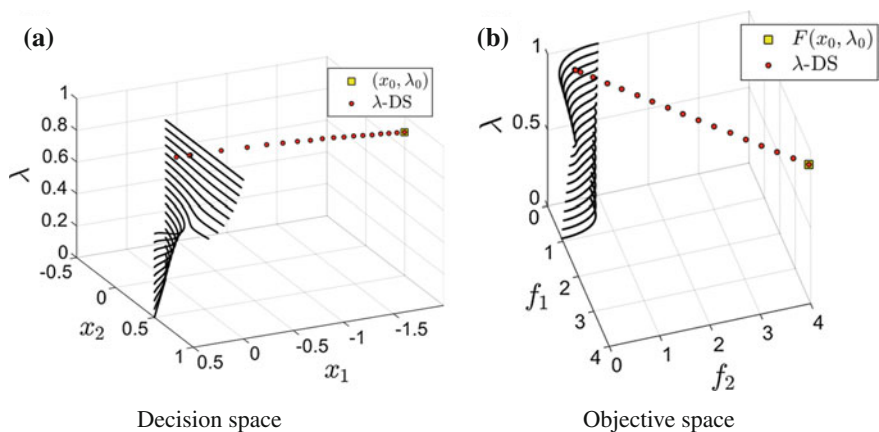 (a)
(x₀, λ₀)
λ-DS
1
0.8
0.6
0.4
0.2
0
λ
-0.5
0
0.5
1
x₂
0.5
0
-0.5
-1
-1.5
x₁
Decision space
(b)
F(x₀, λ₀)
λ-DS
1
0.5
0
λ
0
1
2
3
4
f₁
0
1
2
3
4
f₂
Objective space